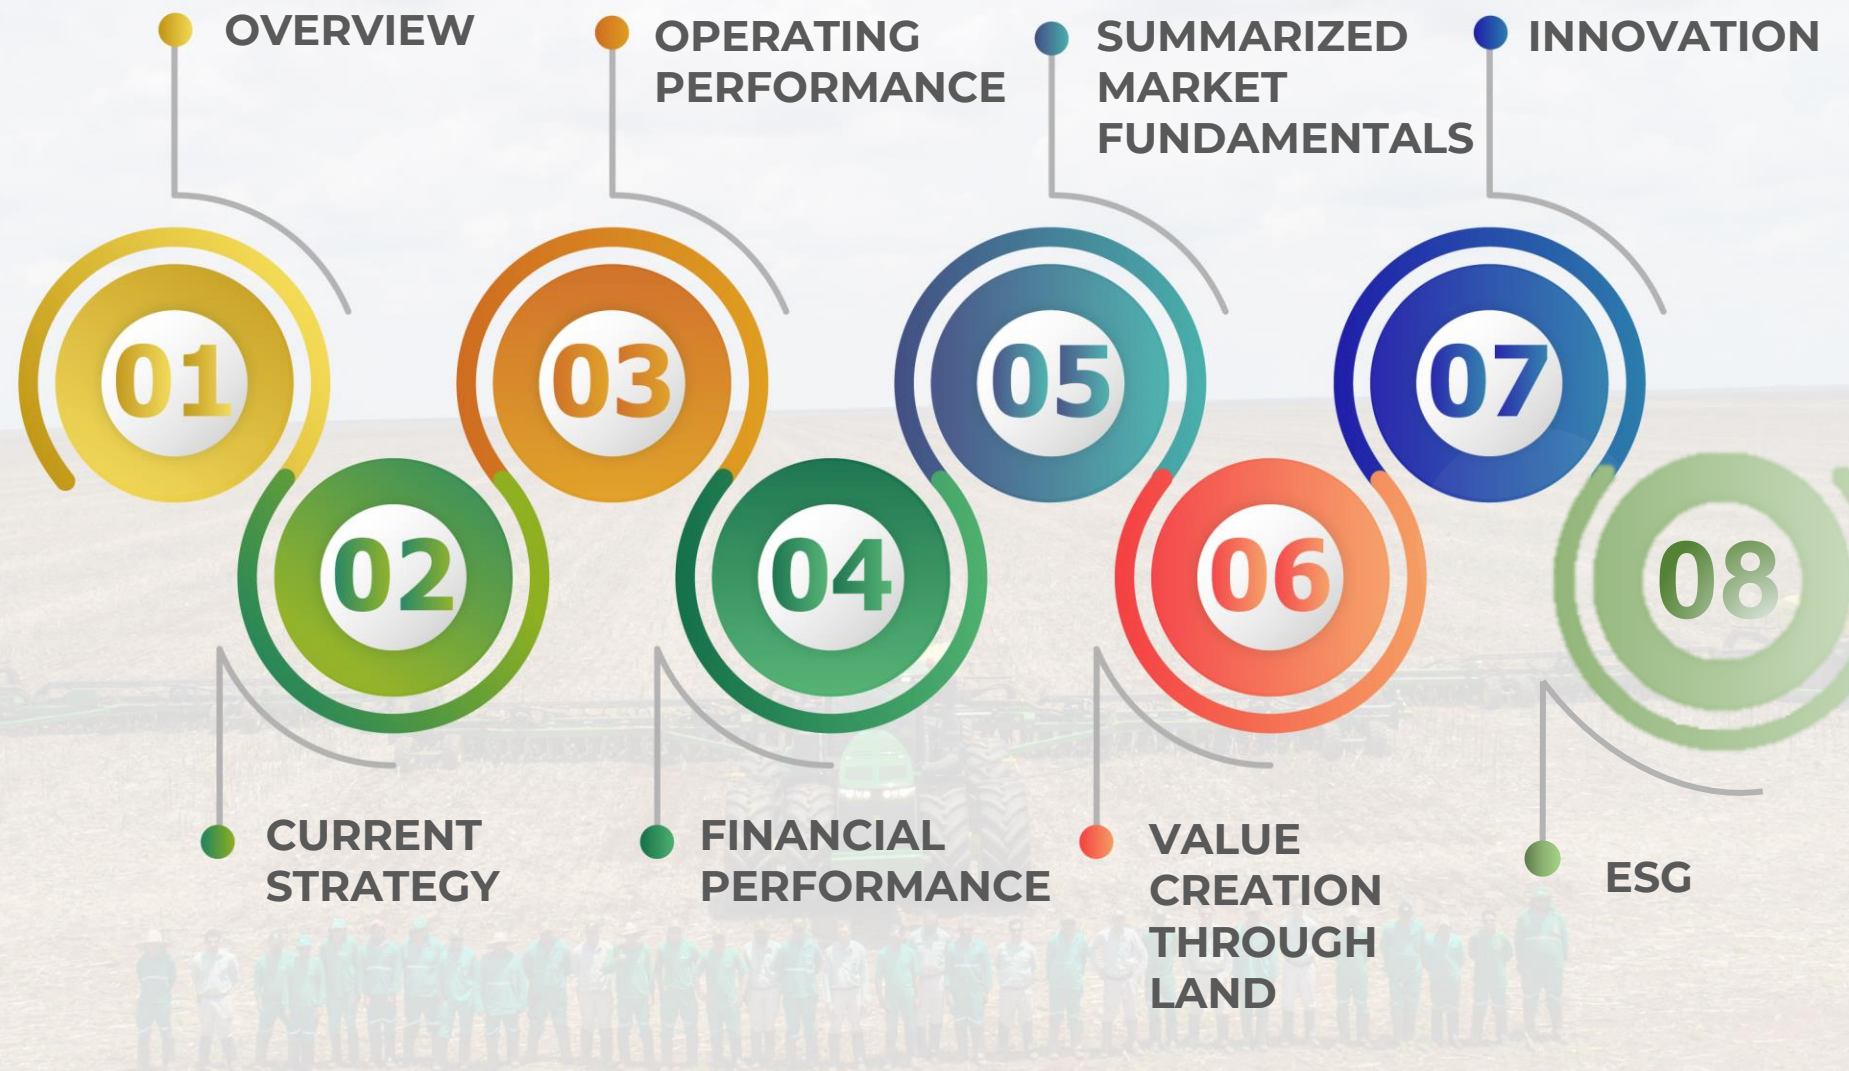 OVERVIEW
OPERATING
PERFORMANCE
SUMMARIZED
MARKET
FUNDAMENTALS
INNOVATION
01
03
05
07
02
04
06
08
CURRENT
STRATEGY
FINANCIAL
PERFORMANCE
VALUE
CREATION
THROUGH
LAND
ESG